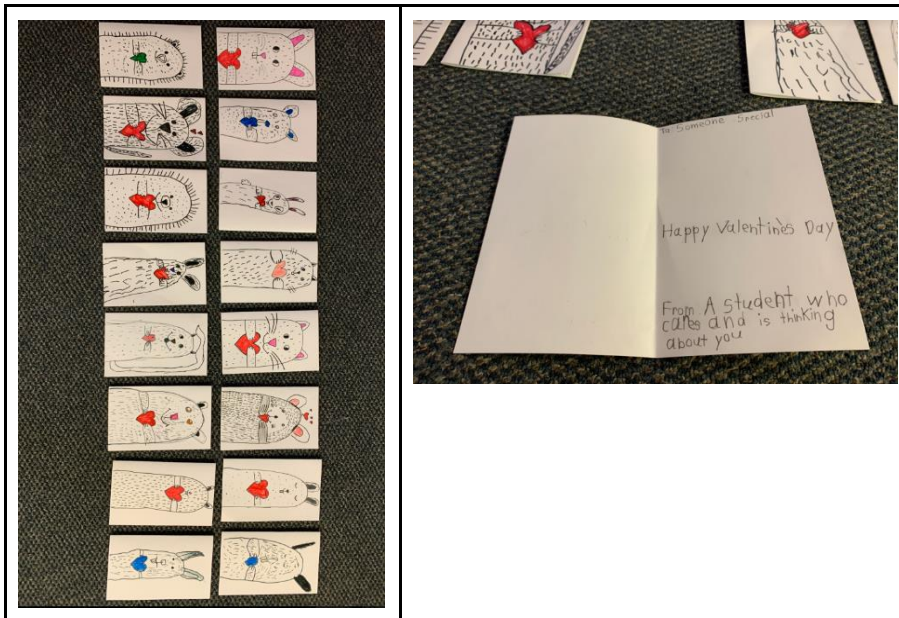 To Someone Special
Happy Valentine's Day
From A student who
cares and is thinking
about you